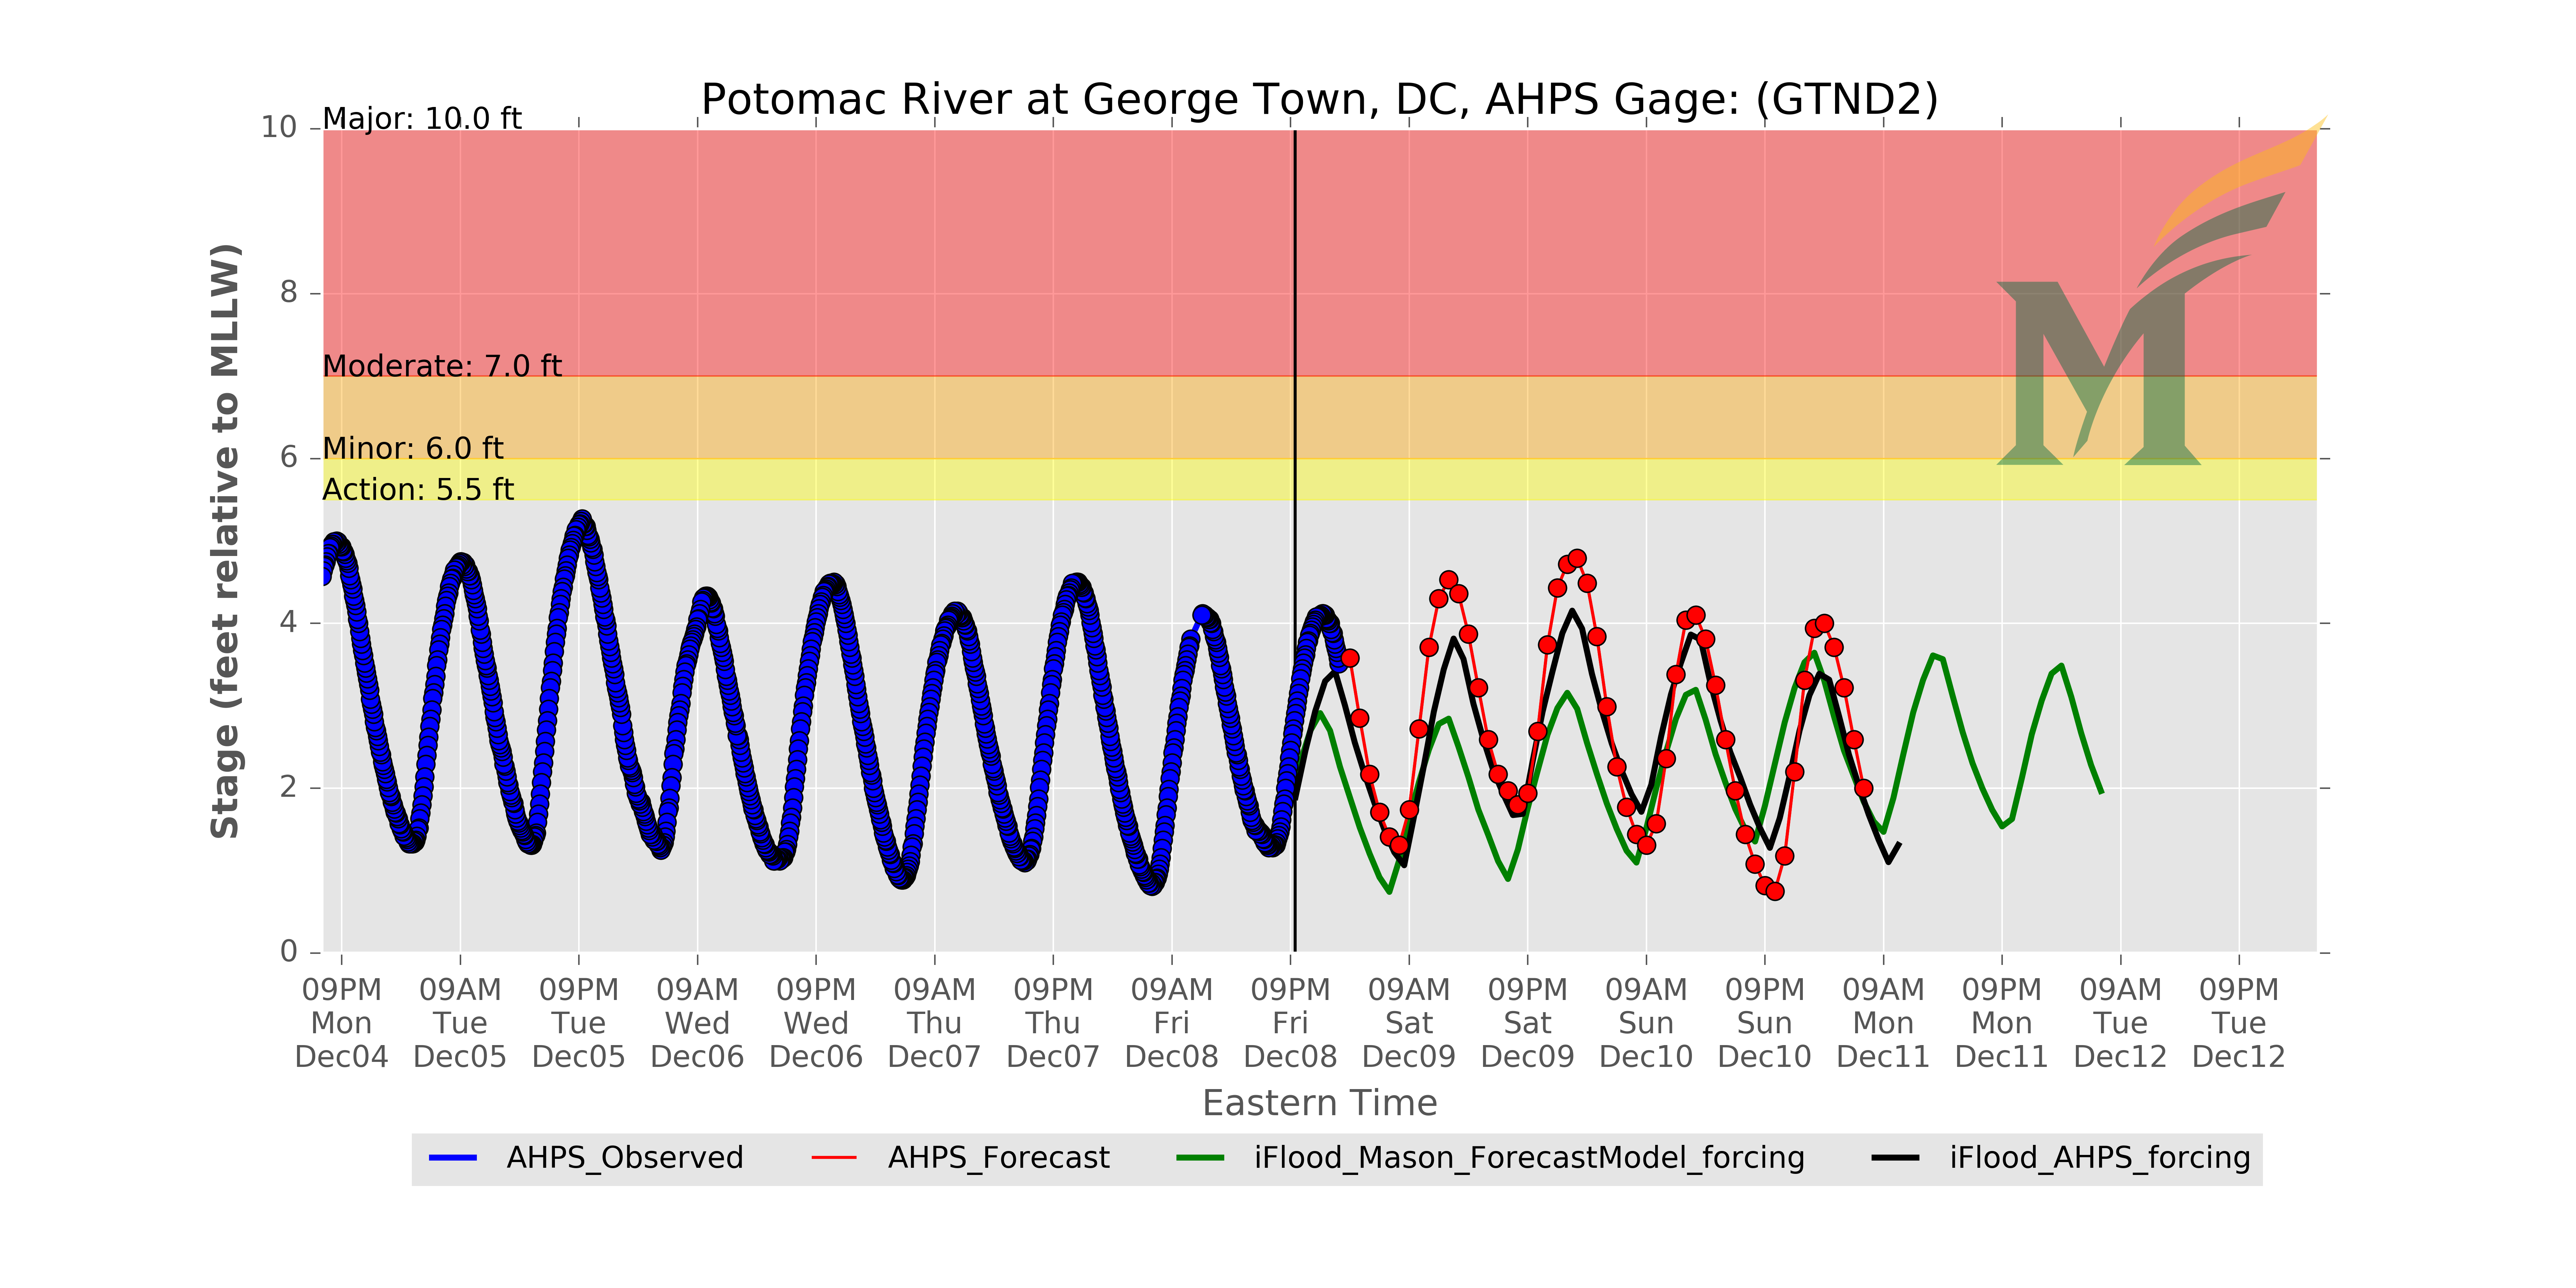 Potomac River at George Town, DC, AHPS Gage: (GTND2)
Major: 10.0 ft
Moderate: 7.0 ft
Minor: 6.0 ft
Action: 5.5 ft
10
8
6
4
2
0
Stage (feet relative to MLLW)
09PM 09AM 09PM 09AM 09PM 09AM 09PM 09AM 09PM 09AM 09PM 09AM 09PM 09AM 09PM 09AM 09PM
Mon Tue Tue Wed Wed Thu Thu Fri Fri Sat Sat Sun Sun Mon Mon Tue Tue
Dec04 Dec05 Dec05 Dec06 Dec06 Dec07 Dec07 Dec08 Dec08 Dec09 Dec09 Dec10 Dec10 Dec11 Dec11 Dec12 Dec12
Eastern Time
AHPS_Observed AHPS_Forecast iFlood_Mason_ForecastModel_forcing iFlood_AHPS_forcing